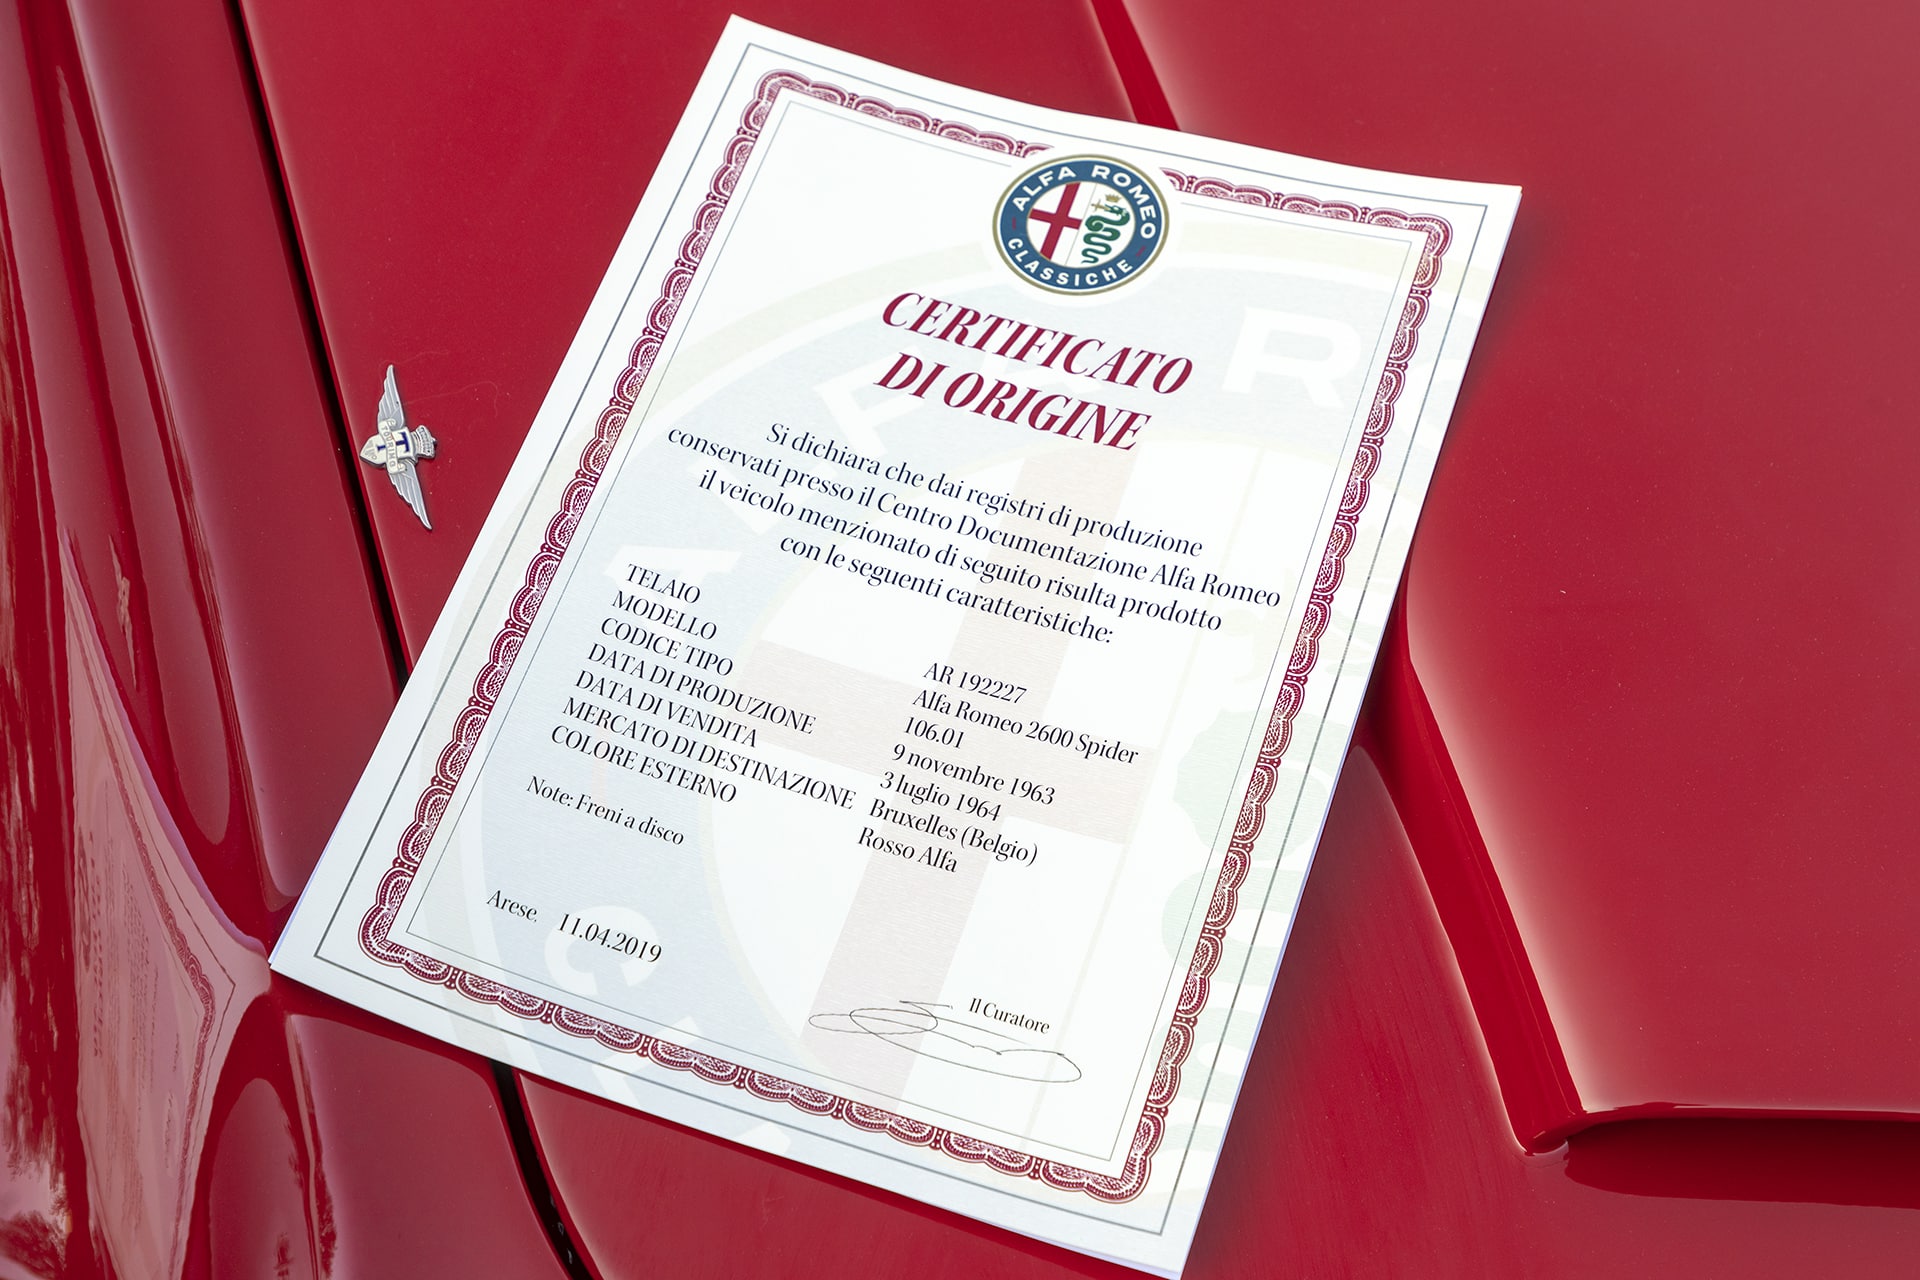 ALFA ROMEO
CLASSICHE
CERTIFICATO
DI ORIGINE
Si dichiara che dai registri di produzione
conservati presso il Centro Documentazione Alfa Romeo
il veicolo menzionato di seguito risulta prodotto
con le seguenti caratteristiche:
TELAIO AR 192227
MODELLO Alfa Romeo 2600 Spider
CODICE TIPO 106.01
DATA DI PRODUZIONE 9 novembre 1963
DATA DI VENDITA 3 luglio 1964
MERCATO DI DESTINAZIONE Bruxelles (Belgio)
COLORE ESTERNO Rosso Alfa
Note: Freni a disco
Arese, 11.04.2019
Il Curatore
T
TOURING